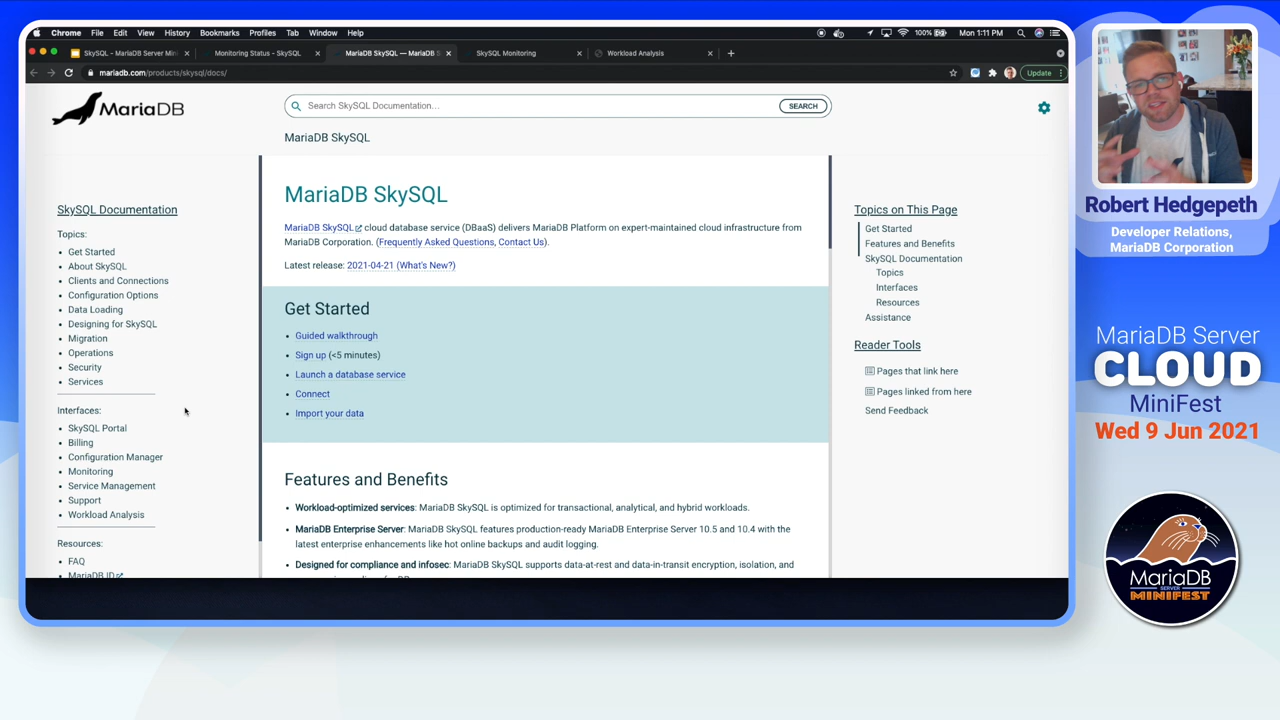 Chrome File Edit View History Bookmarks Profiles Tab Window Help
100% Mon 1:11 PM
SkySQL - MariaDB Server Mini
Monitoring Status - SkySQL
MariaDB SkySQL — MariaDB S
SkySQL Monitoring
Workload Analysis
mariadb.com/products/skysql/docs/
Update
MariaDB
Search SkySQL Documentation...
SEARCH
MariaDB SkySQL
SkySQL Documentation
Topics:
Get Started
About SkySQL
Clients and Connections
Configuration Options
Data Loading
Designing for SkySQL
Migration
Operations
Security
Services
Interfaces:
SkySQL Portal
Billing
Configuration Manager
Monitoring
Service Management
Support
Workload Analysis
Resources:
FAQ
MariaDB ID
MariaDB SkySQL
MariaDB SkySQL cloud database service (DBaaS) delivers MariaDB Platform on expert-maintained cloud infrastructure from
MariaDB Corporation. (Frequently Asked Questions, Contact Us).
Latest release: 2021-04-21 (What's New?)
Get Started
Guided walkthrough
Sign up (<5 minutes)
Launch a database service
Connect
Import your data
Features and Benefits
Workload-optimized services: MariaDB SkySQL is optimized for transactional, analytical, and hybrid workloads.
MariaDB Enterprise Server: MariaDB SkySQL features production-ready MariaDB Enterprise Server 10.5 and 10.4 with the
latest enterprise enhancements like hot online backups and audit logging.
Designed for compliance and infosec: MariaDB SkySQL supports data-at-rest and data-in-transit encryption, isolation, and
Topics on This Page
Get Started
Features and Benefits
SkySQL Documentation
Topics
Interfaces
Resources
Assistance
Reader Tools
Pages that link here
Pages linked from here
Send Feedback
Robert Hedgepeth
Developer Relations,
MariaDB Corporation
MariaDB Server
CLOUD
MiniFest
Wed 9 Jun 2021
MariaDB
SERVER
MINIFEST